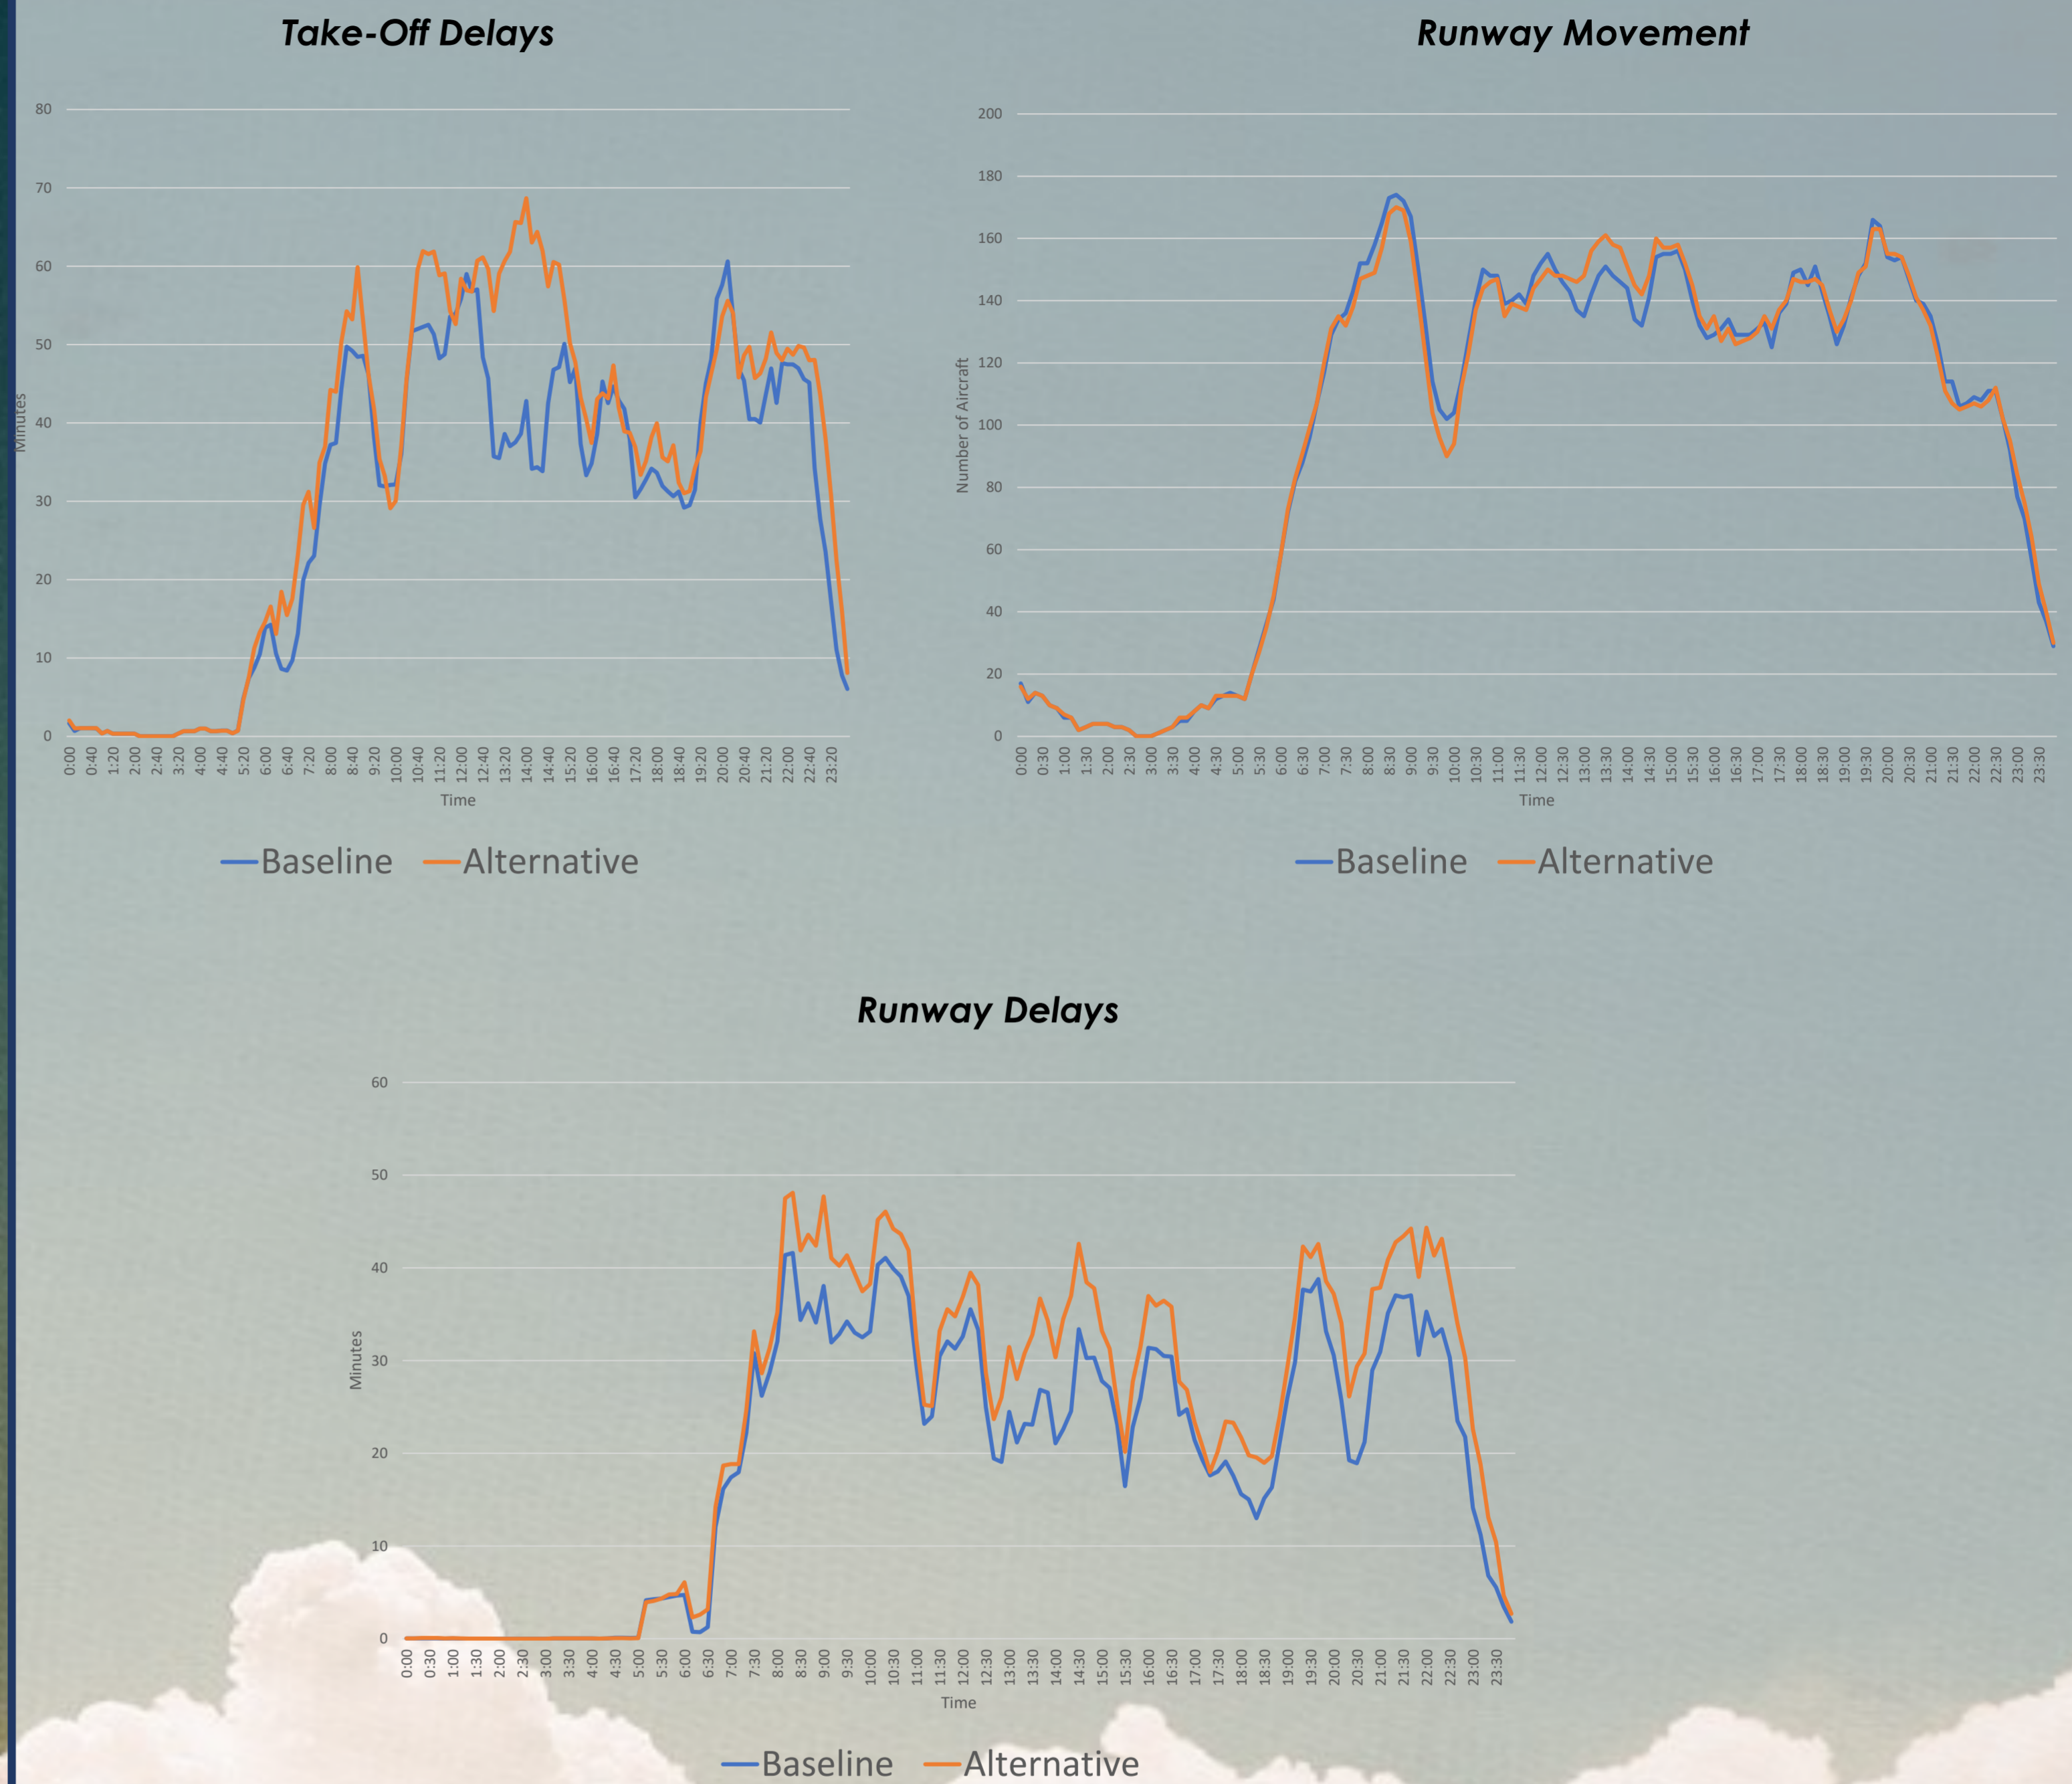 Take-Off Delays
80
70
60
50
40
30
20
10
0
Minutes
0:00 0:40 1:20 2:00 2:40 3:20 4:00 4:40 5:20 6:00 6:40 7:20 8:00 8:40 9:20 10:00 10:40 11:20 12:00 12:40 13:20 14:00 14:40 15:20 16:00 16:40 17:20 18:00 18:40 19:20 20:00 20:40 21:20 22:00 22:40 23:20
Time
Baseline Alternative
Runway Movement
200
180
160
140
120
100
80
60
40
20
0
Number of Aircraft
0:00 0:30 1:00 1:30 2:00 2:30 3:00 3:30 4:00 4:30 5:00 5:30 6:00 6:30 7:00 7:30 8:00 8:30 9:00 9:30 10:00 10:30 11:00 11:30 12:00 12:30 13:00 13:30 14:00 14:30 15:00 15:30 16:00 16:30 17:00 17:30 18:00 18:30 19:00 19:30 20:00 20:30 21:00 21:30 22:00 22:30 23:00 23:30
Time
Baseline Alternative
Runway Delays
60
50
40
30
20
10
0
Minutes
0:00 0:30 1:00 1:30 2:00 2:30 3:00 3:30 4:00 4:30 5:00 5:30 6:00 6:30 7:00 7:30 8:00 8:30 9:00 9:30 10:00 10:30 11:00 11:30 12:00 12:30 13:00 13:30 14:00 14:30 15:00 15:30 16:00 16:30 17:00 17:30 18:00 18:30 19:00 19:30 20:00 20:30 21:00 21:30 22:00 22:30 23:00 23:30
Time
Baseline Alternative